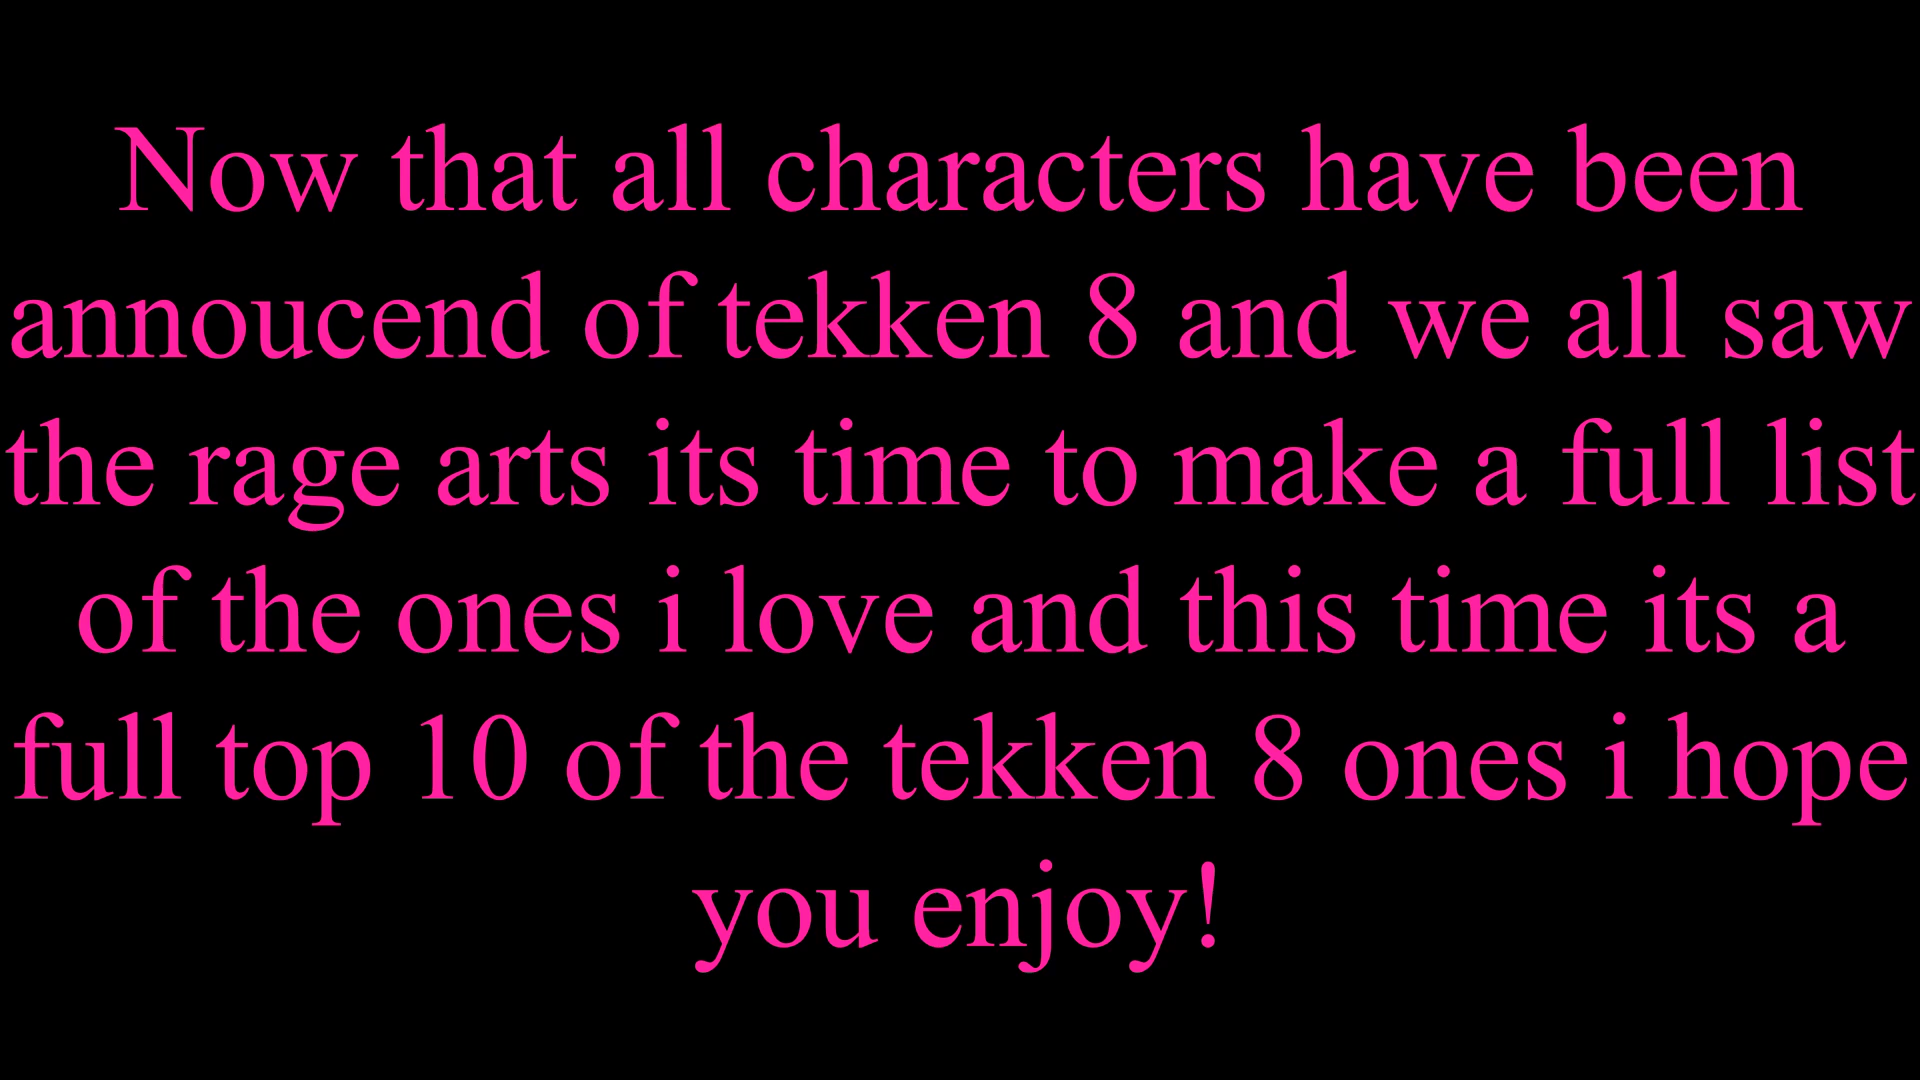 Now that all characters have been
annoucend of tekken 8 and we all saw
the rage arts its time to make a full list
of the ones i love and this time its a
full top 10 of the tekken 8 ones i hope
you enjoy!